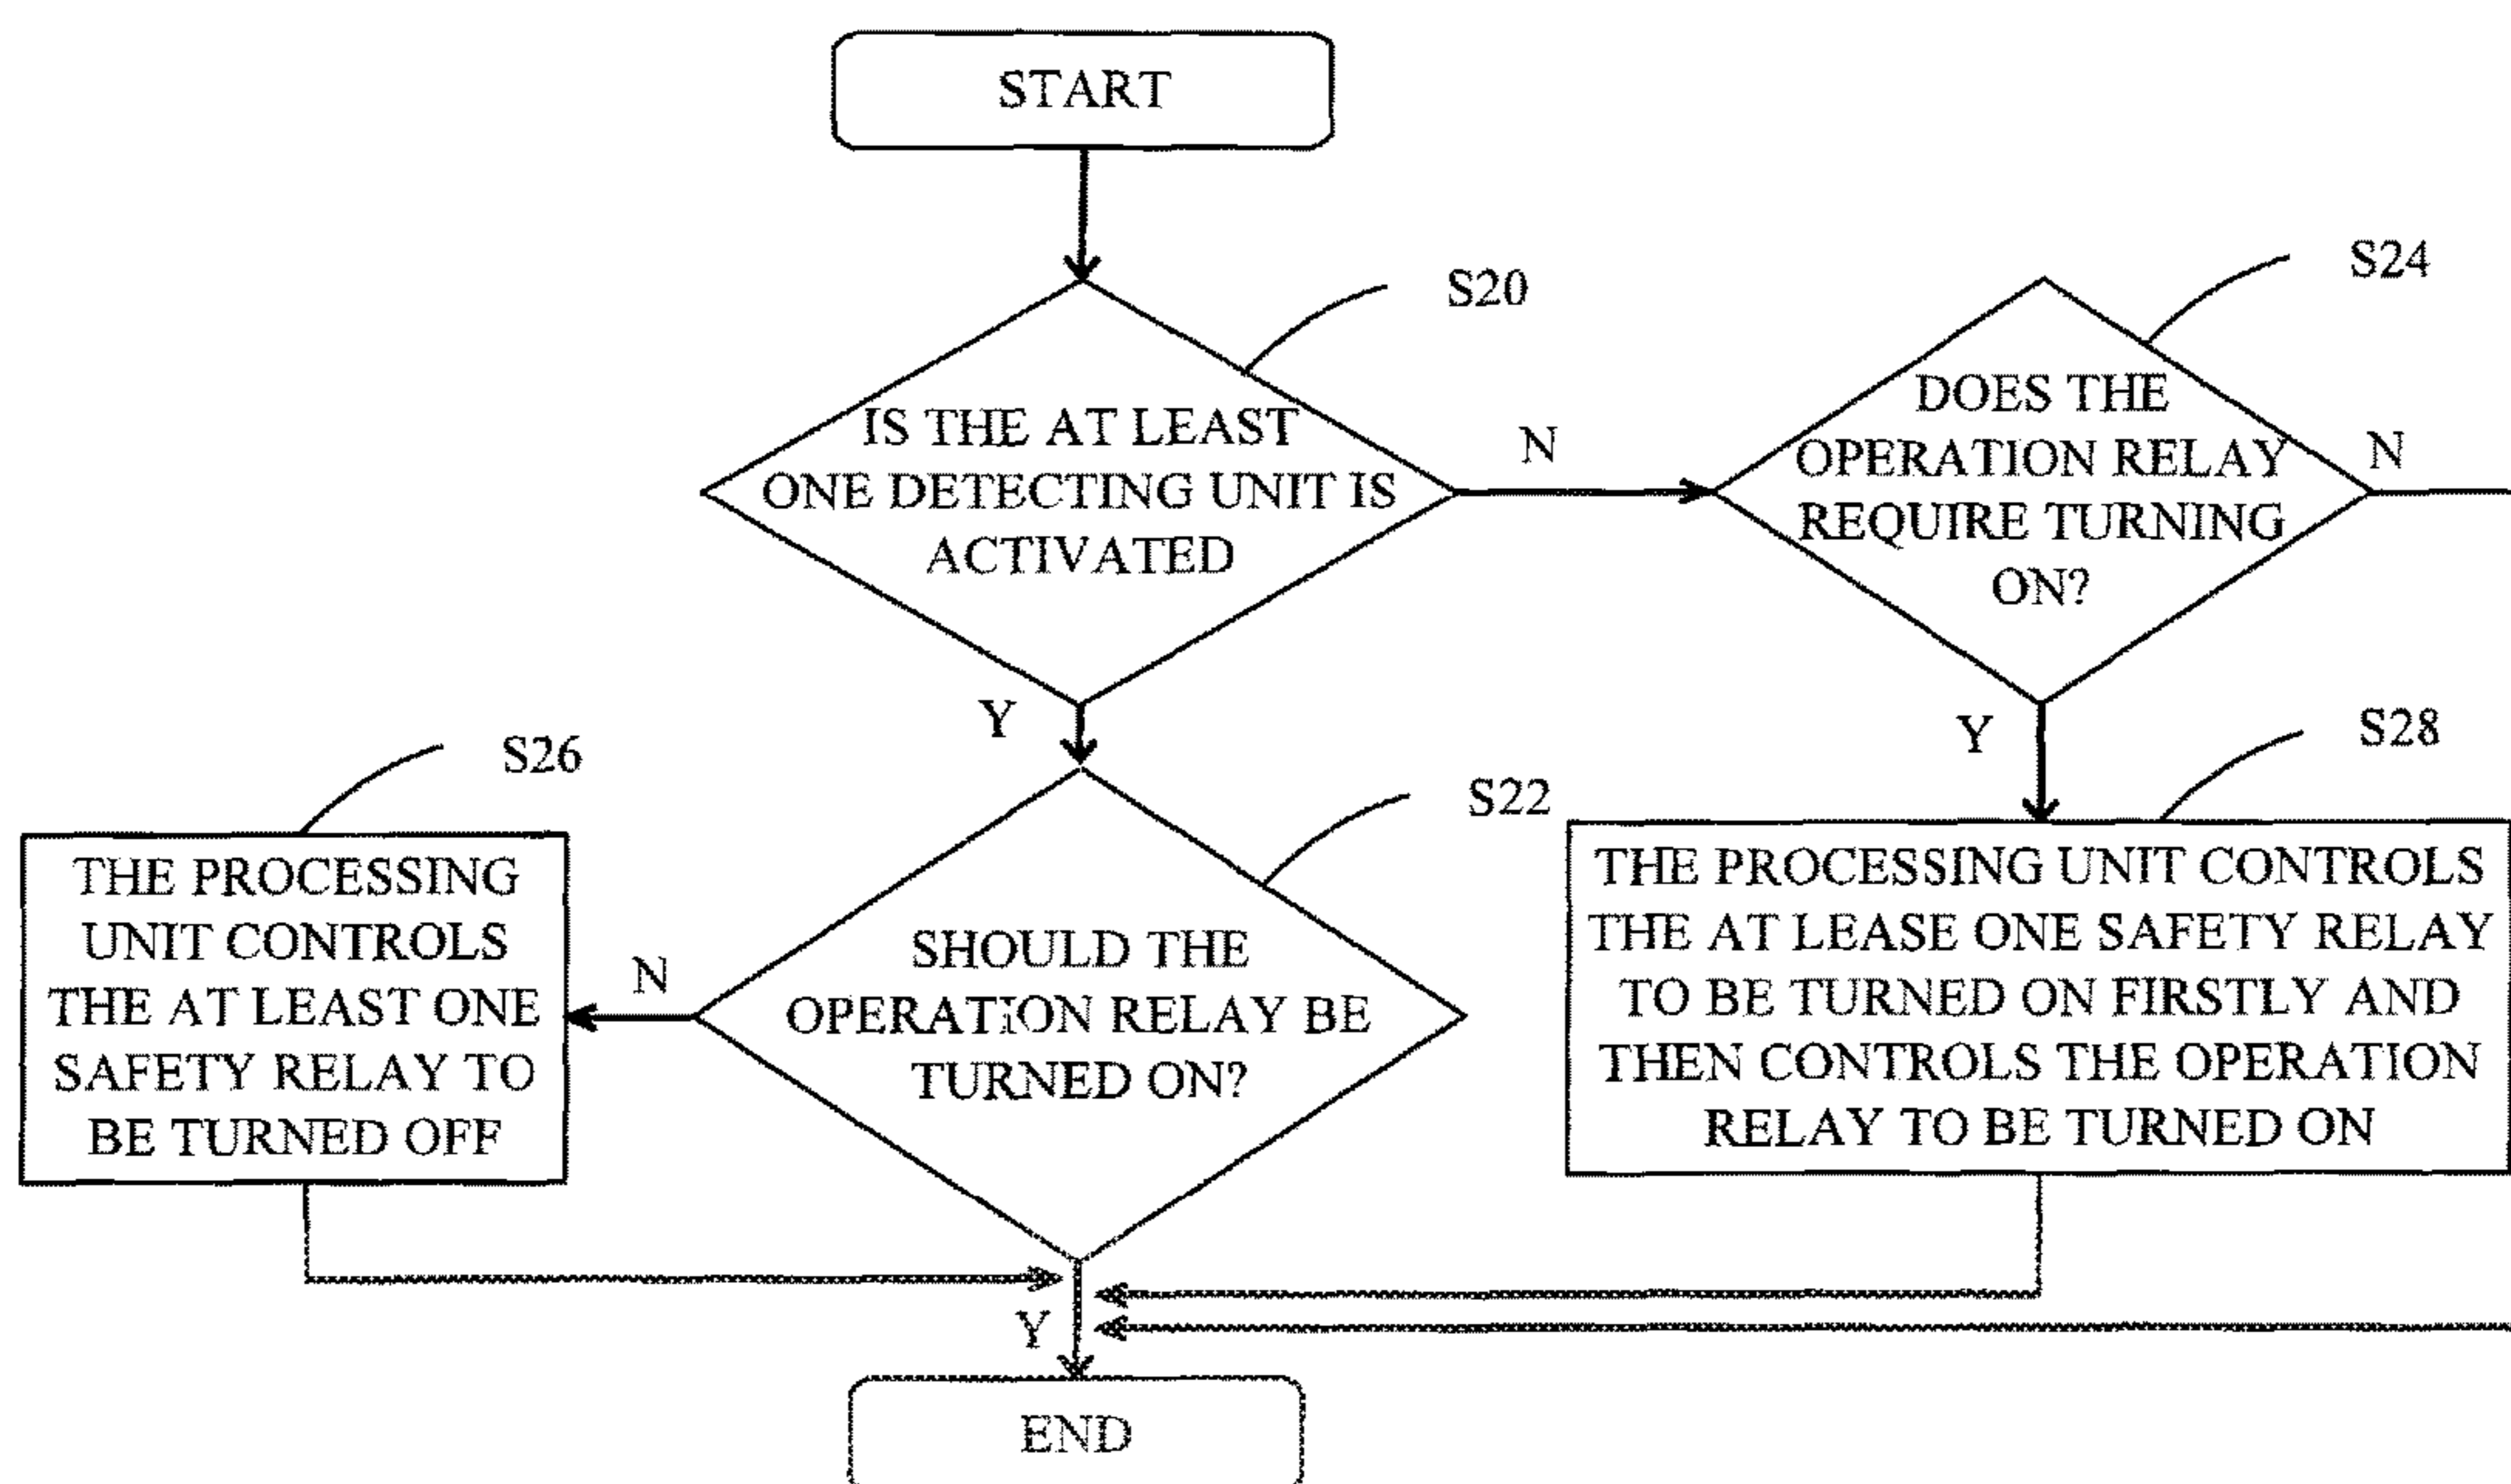 START
S20
IS THE AT LEAST
ONE DETECTING UNIT IS
ACTIVATED
N
Y
S24
DOES THE
OPERATION RELAY
REQUIRE TURNING
ON?
N
Y
S26
THE PROCESSING
UNIT CONTROLS
THE AT LEAST ONE
SAFETY RELAY TO
BE TURNED OFF
N
S22
SHOULD THE
OPERATION RELAY BE
TURNED ON?
Y
S28
THE PROCESSING UNIT CONTROLS
THE AT LEASE ONE SAFETY RELAY
TO BE TURNED ON FIRSTLY AND
THEN CONTROLS THE OPERATION
RELAY TO BE TURNED ON
END